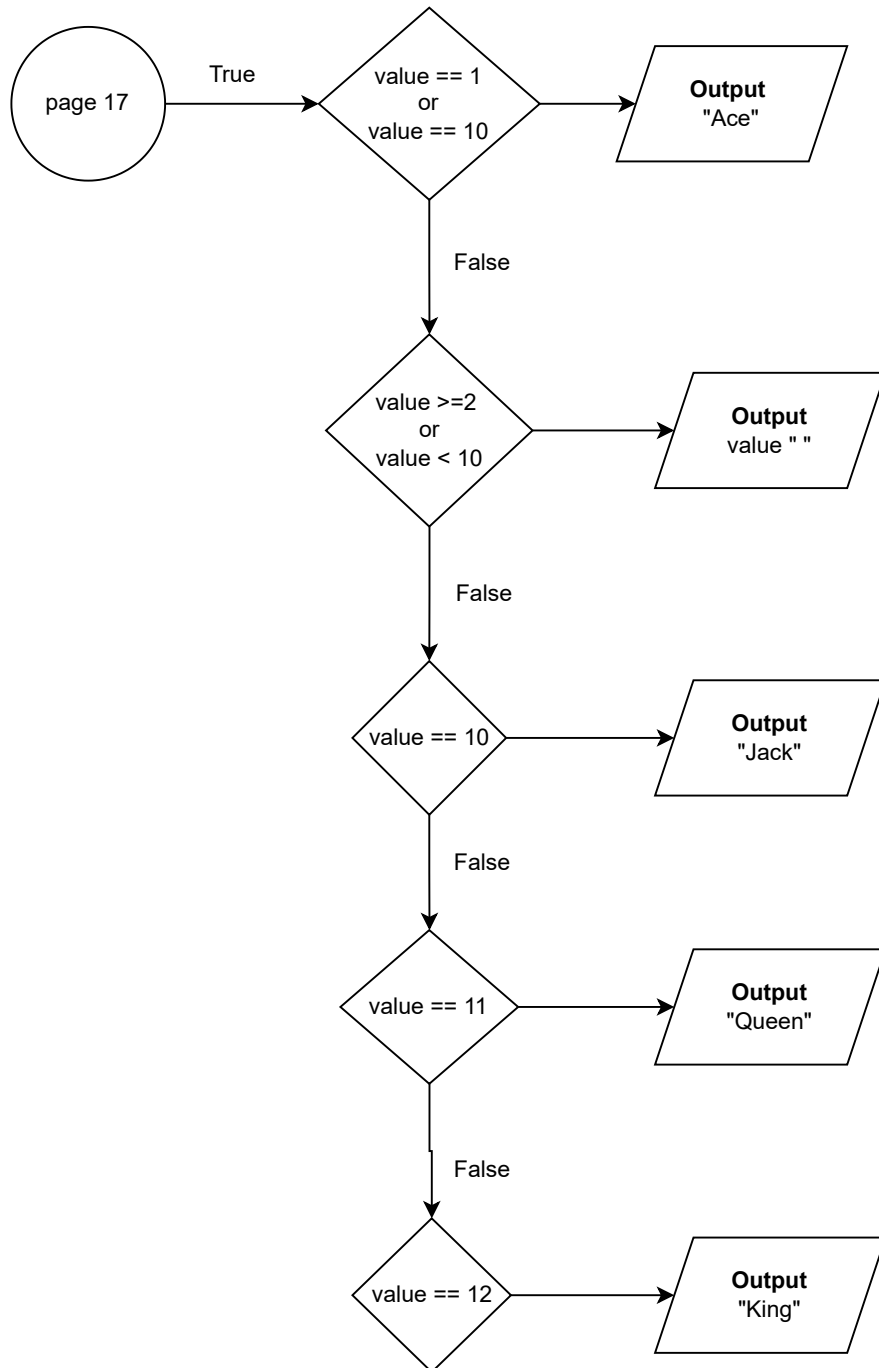 page 17
True
value == 1
or
value == 10
Output
"Ace"
False
value >=2
or
value < 10
Output
value " "
False
value == 10
Output
"Jack"
False
value == 11
Output
"Queen"
False
value == 12
Output
"King"